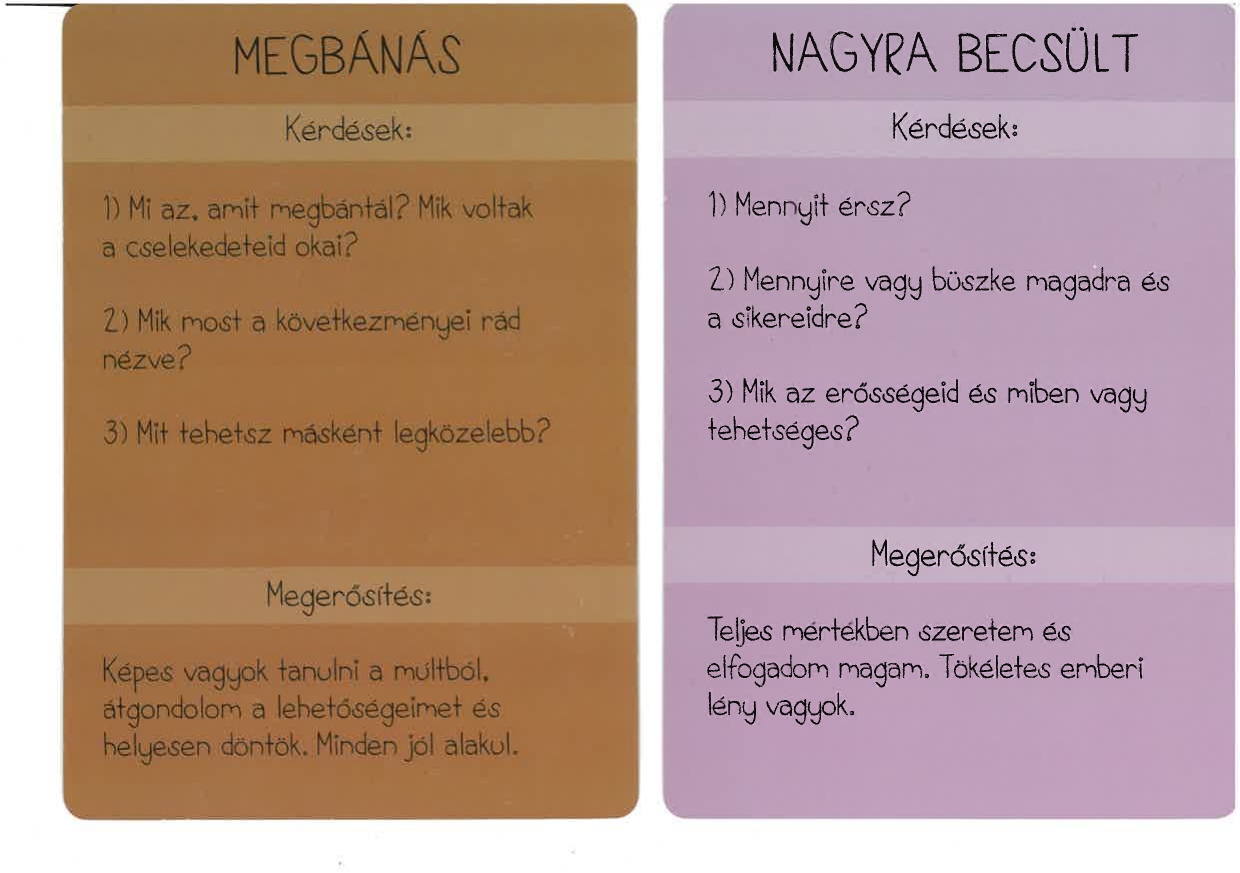 MEGBÁNÁS
Kérdések:
1) Mi az, amit megbántál? Mik voltak
a cselekedeteid okai?
2) Mik most a következményei rád
nézve?
3) Mit tehetsz másként legközelebb?
Megerősítés:
Képes vagyok tanulni a múltból,
átgondolom a lehetőségeimet és
helyesen döntök. Minden jól alakul.
NAGYRA BECSÜLT
Kérdések:
1) Mennyit érsz?
2) Mennyire vagy büszke magadra és
a sikereidre?
3) Mik az erősségeid és miben vagy
tehetséges?
Megerősítés:
Teljes mértékben szeretem és
elfogadom magam. Tökéletes emberi
lény vagyok.